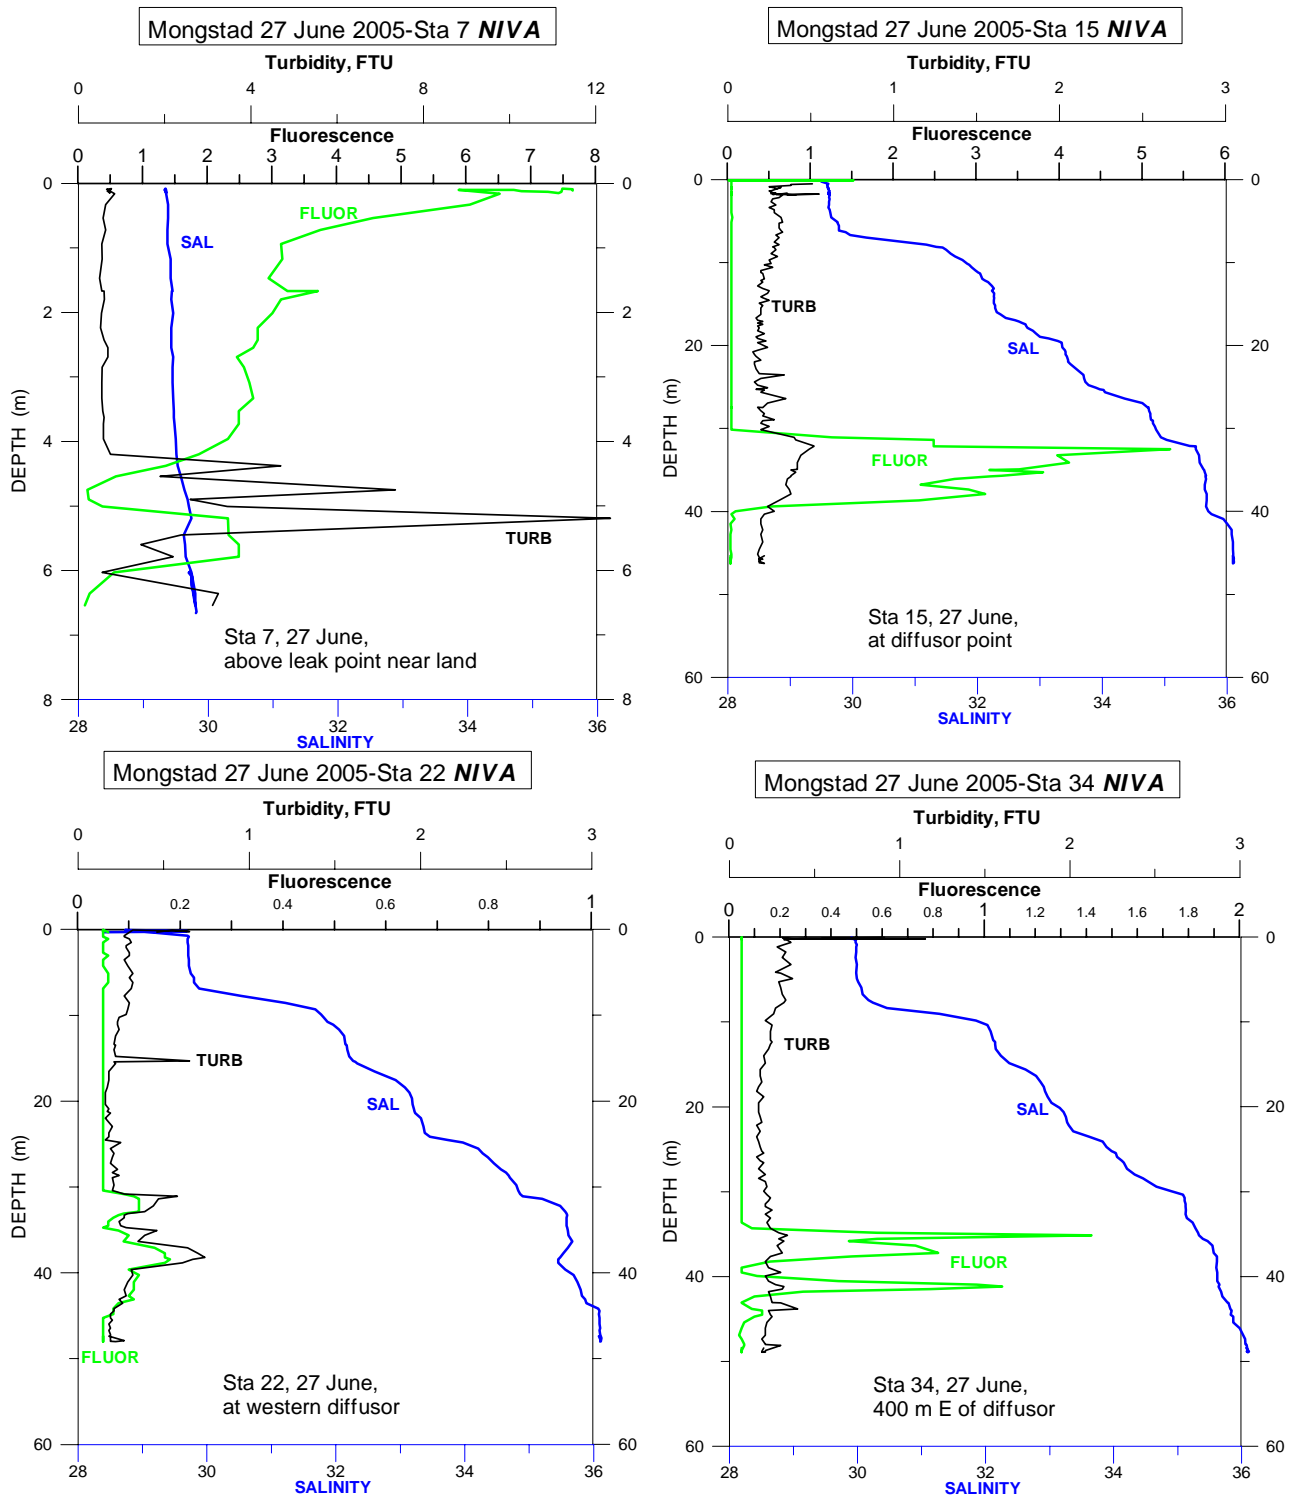 Mongstad 27 June 2005-Sta 7 NIVA
Turbidity, FTU
0 4 8 12
Fluorescence
0 1 2 3 4 5 6 7 8
0 0
FLUOR
SAL
2 2
4 4
TURB
6 6
Sta 7, 27 June,
above leak point near land
8 8
DEPTH (m)
28 30 32 34 36
SALINITY
Mongstad 27 June 2005-Sta 15 NIVA
Turbidity, FTU
0 1 2 3
Fluorescence
0 1 2 3 4 5 6
0 0
TURB
20 20
SAL
FLUOR
40 40
Sta 15, 27 June,
at diffusor point
60 60
DEPTH (m)
28 30 32 34 36
SALINITY
Mongstad 27 June 2005-Sta 22 NIVA
Turbidity, FTU
0 1 2 3
Fluorescence
0 0.2 0.4 0.6 0.8 1
0 0
TURB
20 20
SAL
40 40
FLUOR
Sta 22, 27 June,
at western diffusor
60 60
DEPTH (m)
28 30 32 34 36
SALINITY
Mongstad 27 June 2005-Sta 34 NIVA
Turbidity, FTU
0 1 2 3
Fluorescence
0 0.2 0.4 0.6 0.8 1 1.2 1.4 1.6 1.8 2
0 0
TURB
20 20
SAL
FLUOR
40 40
Sta 34, 27 June,
400 m E of diffusor
60 60
DEPTH (m)
28 30 32 34 36
SALINITY